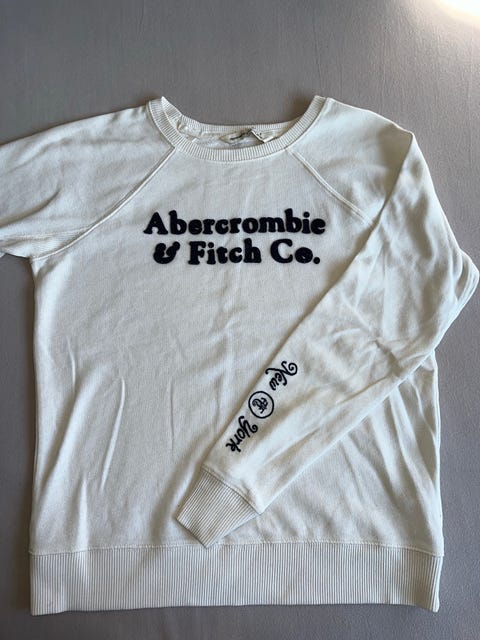 Abercrombie
& Fitch Co.
New
York